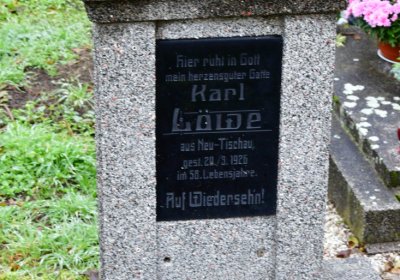 Hier ruht in Gott
mein herzensguter Gatte
Karl
Löwe
aus Neu-Tischau,
gest. 20./3. 1926
im 58. Lebensjahre.
Auf Wiedersehn!